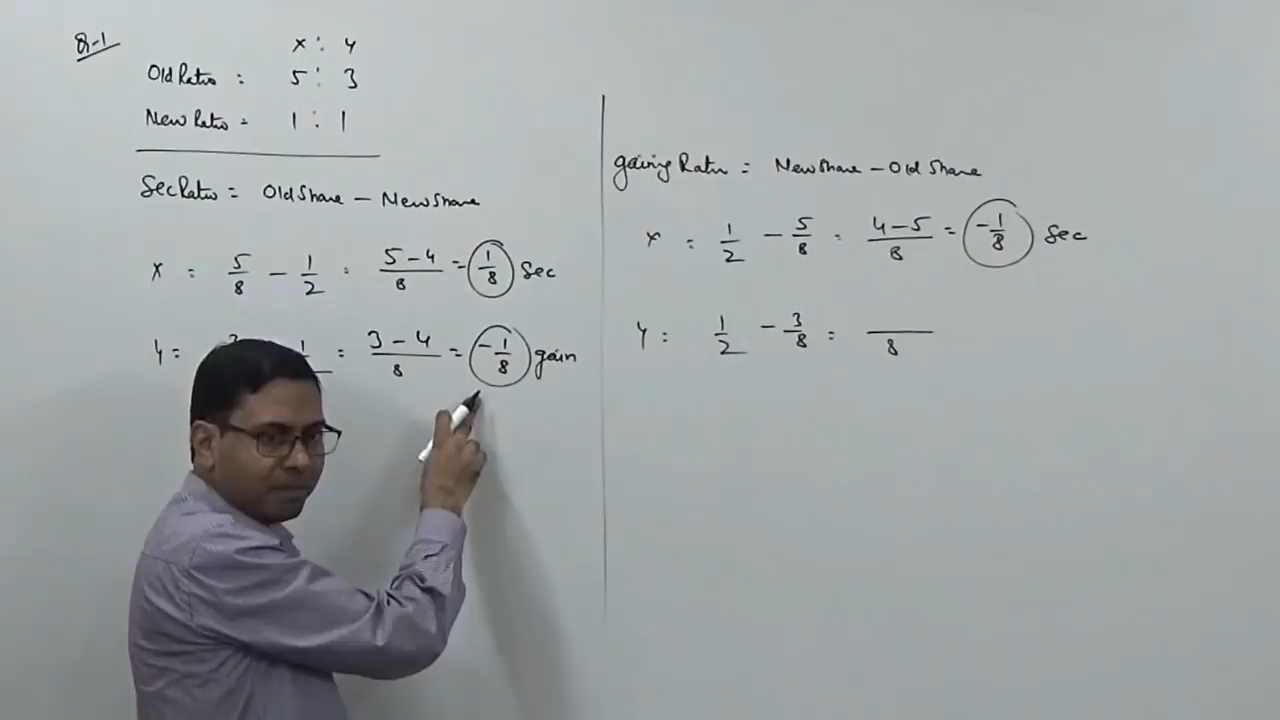 Q-1
X : Y
Old Ratio : 5 : 3
New Ratio = 1 : 1
Sac Ratio = Old Share - New Share
X = 5/8 - 1/2 = 5-4/8 = 1/8 Sac
Y = 3 - 4/8 = -1/8 gain
gaining Ratio = New Share - Old Share
X = 1/2 - 5/8 = 4-5/8 = -1/8 Sac
Y = 1/2 - 3/8 = /8